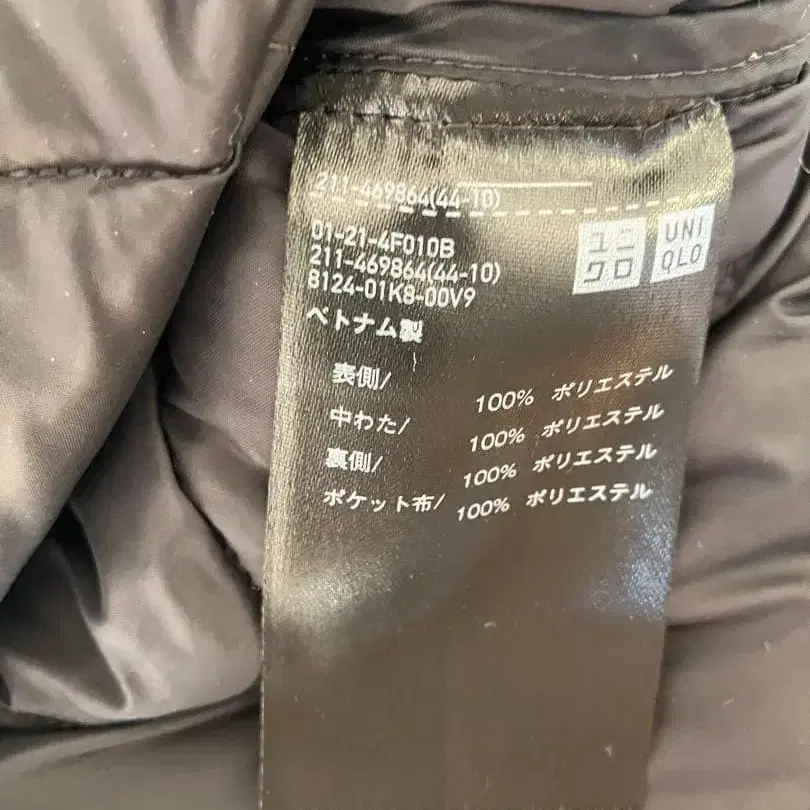 211-469864(44-10)
ユニクロ
UNIQLO
01-21-4F010B
211-469864(44-10)
8124-01K8-00V9
ベトナム製
表側/ 100% ポリエステル
中わた/ 100% ポリエステル
裏側/ 100% ポリエステル
ポケット布/ 100% ポリエステル